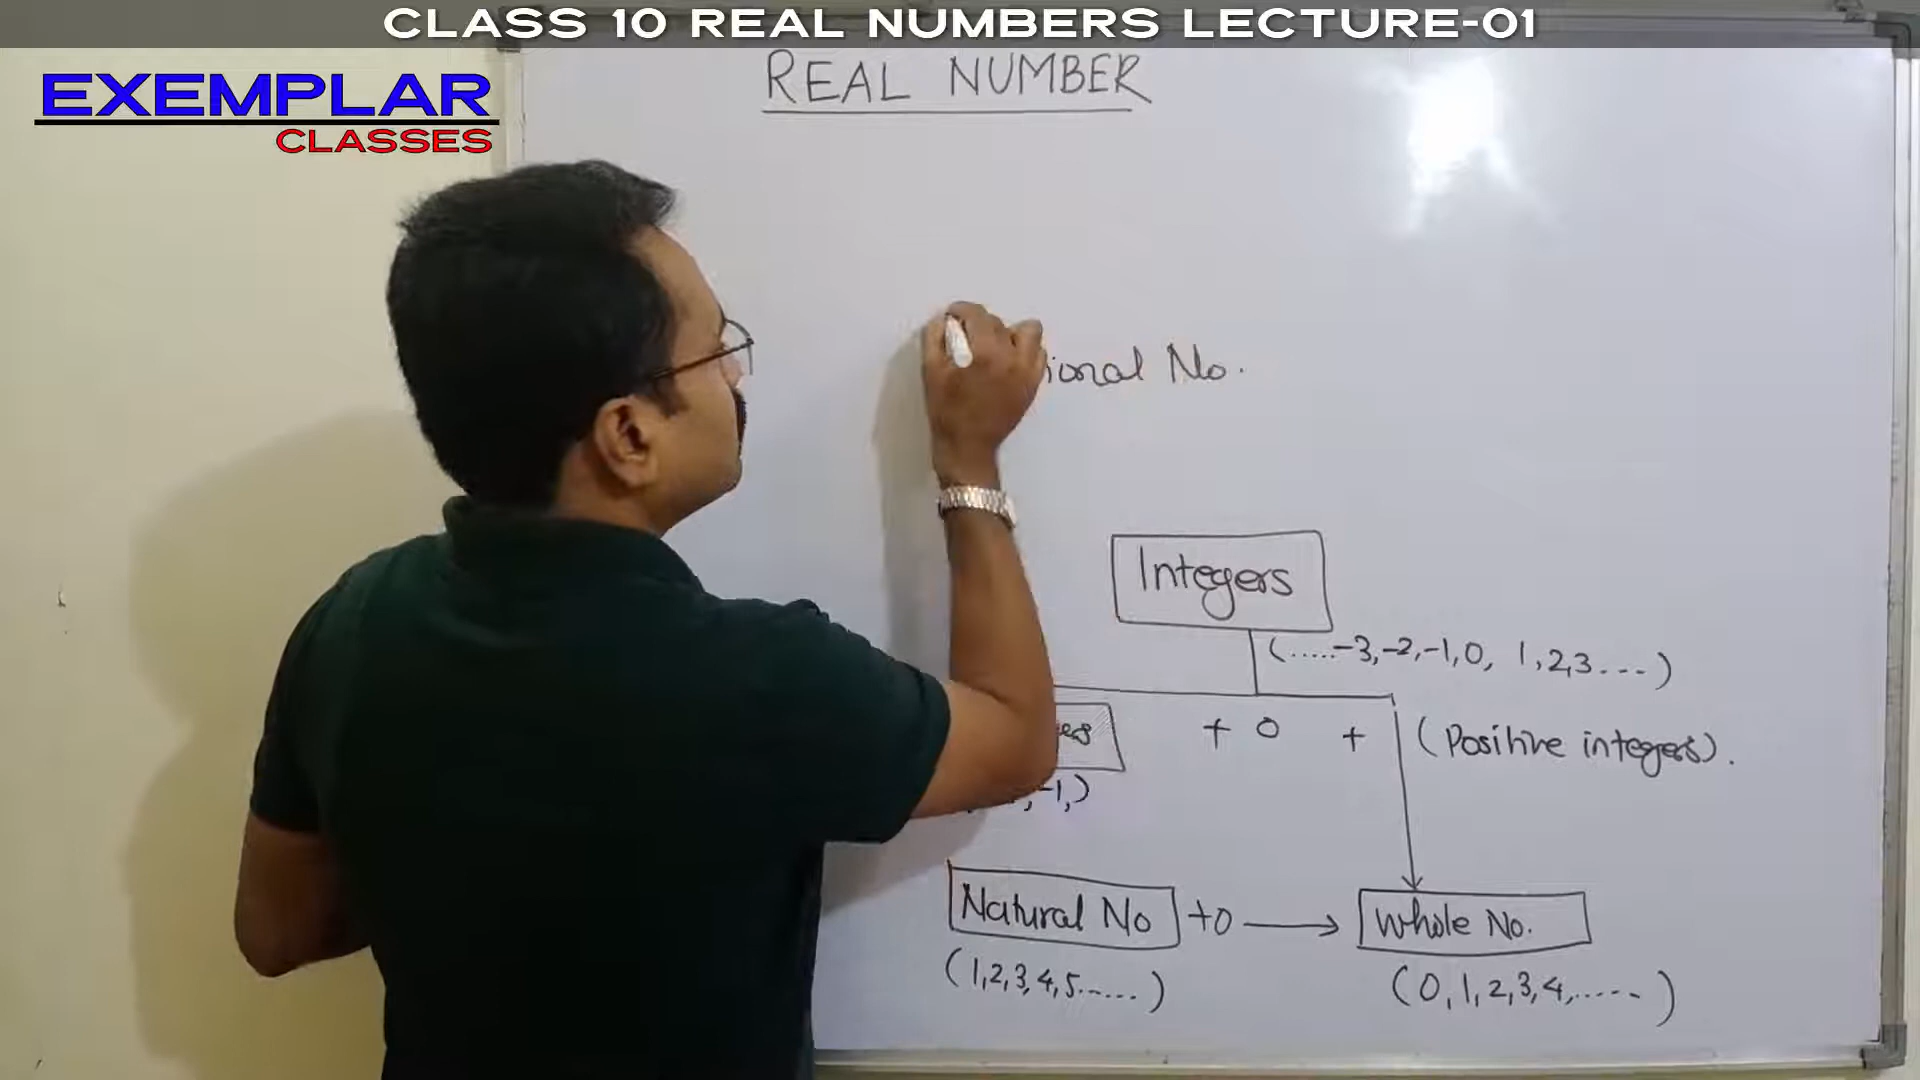 CLASS 10 REAL NUMBERS LECTURE-01
EXEMPLAR
CLASSES
REAL NUMBER
ional No.
Integers
(.....-3,-2,-1,0, 1,2,3....)
+ 0 + (Positive integers).
-1,)
Natural No +0 → Whole No.
(1,2,3,4,5......)
(0,1,2,3,4,.....)